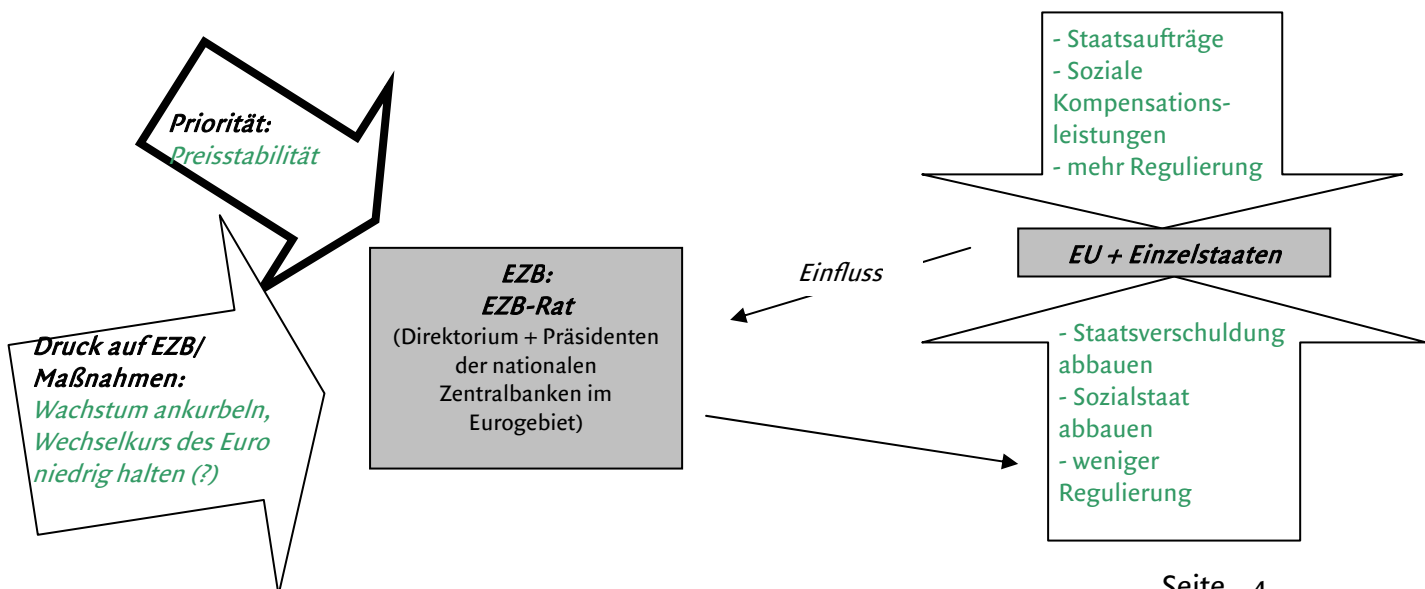 Priorität:
Preisstabilität
Druck auf EZB/
Maßnahmen:
Wachstum ankurbeln,
Wechselkurs des Euro
niedrig halten (?)
EZB:
EZB-Rat
(Direktorium + Präsidenten
der nationalen
Zentralbanken im
Eurogebiet)
Einfluss
- Staatsaufträge
- Soziale
Kompensations-
leistungen
- mehr Regulierung
EU + Einzelstaaten
- Staatsverschuldung
abbauen
- Sozialstaat
abbauen
- weniger
Regulierung
Seite 4